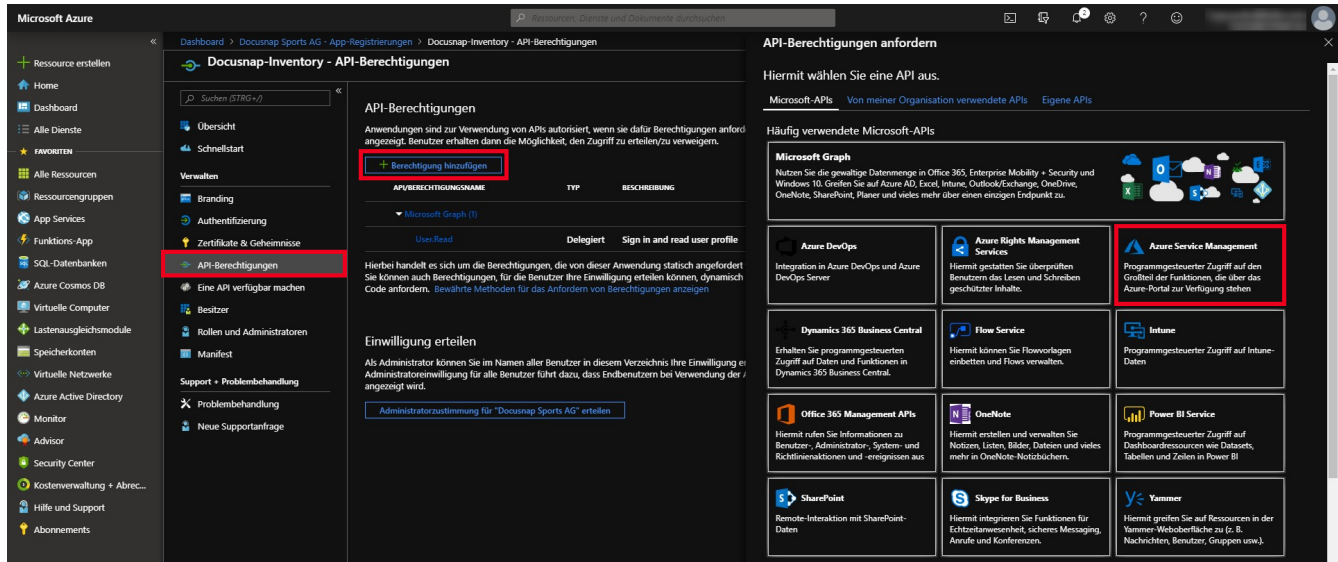 Microsoft Azure
Ressourcen, Dienste und Dokumente durchsuchen
2
«
Ressource erstellen
Home
Dashboard
Alle Dienste
FAVORITEN
Alle Ressourcen
Ressourcengruppen
App Services
Funktions-App
SQL-Datenbanken
Azure Cosmos DB
Virtuelle Computer
Lastenausgleichsmodule
Speicherkonten
Virtuelle Netzwerke
Azure Active Directory
Monitor
Advisor
Security Center
Kostenverwaltung + Abrec...
Hilfe und Support
Abonnements
Dashboard > Docusnap Sports AG - App-Registrierungen > Docusnap-Inventory - API-Berechtigungen
Docusnap-Inventory - API-Berechtigungen
Suchen (STRG+/)
«
Übersicht
Schnellstart
Verwalten
Branding
Authentifizierung
Zertifikate & Geheimnisse
API-Berechtigungen
Eine API verfügbar machen
Besitzer
Rollen und Administratoren
Manifest
Support + Problembehandlung
Problembehandlung
Neue Supportanfrage
API-Berechtigungen
Anwendungen sind zur Verwendung von APIs autorisiert, wenn sie dafür Berechtigungen anford
angezeigt. Benutzer erhalten dann die Möglichkeit, den Zugriff zu erteilen/zu verweigern.
Berechtigung hinzufügen
API/BERECHTIGUNGSNAME TYP BESCHREIBUNG
Microsoft Graph (1)
User.Read Delegiert Sign in and read user profile
Hierbei handelt es sich um die Berechtigungen, die von dieser Anwendung statisch angefordert
Sie können auch Berechtigungen, für die Benutzer Ihre Einwilligung erteilen können, dynamisch
Code anfordern. Bewährte Methoden für das Anfordern von Berechtigungen anzeigen
Einwilligung erteilen
Als Administrator können Sie im Namen aller Benutzer in diesem Verzeichnis Ihre Einwilligung e
Administratoreinwilligung für alle Benutzer führt dazu, dass Endbenutzern bei Verwendung der A
angezeigt wird.
Administratorzustimmung für "Docusnap Sports AG" erteilen
API-Berechtigungen anfordern
Hiermit wählen Sie eine API aus.
Microsoft-APIs Von meiner Organisation verwendete APIs Eigene APIs
Häufig verwendete Microsoft-APIs
Microsoft Graph
Nutzen Sie die gewaltige Datenmenge in Office 365, Enterprise Mobility + Security und
Windows 10. Greifen Sie auf Azure AD, Excel, Intune, Outlook/Exchange, OneDrive,
OneNote, SharePoint, Planer und vieles mehr über einen einzigen Endpunkt zu.
Azure DevOps
Integration in Azure DevOps und Azure
DevOps Server
Azure Rights Management
Services
Hiermit gestatten Sie überprüften
Benutzern das Lesen und Schreiben
geschützter Inhalte.
Azure Service Management
Programmgesteuerter Zugriff auf den
Großteil der Funktionen, die über das
Azure-Portal zur Verfügung stehen
Dynamics 365 Business Central
Erhalten Sie programmgesteuerten
Zugriff auf Daten und Funktionen in
Dynamics 365 Business Central.
Flow Service
Hiermit können Sie Flowvorlagen
einbetten und Flows verwalten.
Intune
Programmgesteuerter Zugriff auf Intune-
Daten
Office 365 Management APIs
Hiermit rufen Sie Informationen zu
Benutzer-, Administrator-, System- und
Richtlinienaktionen und -ereignissen aus
OneNote
Hiermit erstellen und verwalten Sie
Notizen, Listen, Bilder, Dateien und vieles
mehr in OneNote-Notizbüchern.
Power BI Service
Programmgesteuerter Zugriff auf
Dashboardressourcen wie Datasets,
Tabellen und Zeilen in Power BI
SharePoint
Remote-Interaktion mit SharePoint-
Daten
Skype for Business
Hiermit integrieren Sie Funktionen für
Echtzeitanwesenheit, sicheres Messaging,
Anrufe und Konferenzen.
Yammer
Hiermit greifen Sie auf Ressourcen in der
Yammer-Weboberfläche zu (z. B.
Nachrichten, Benutzer, Gruppen usw.).